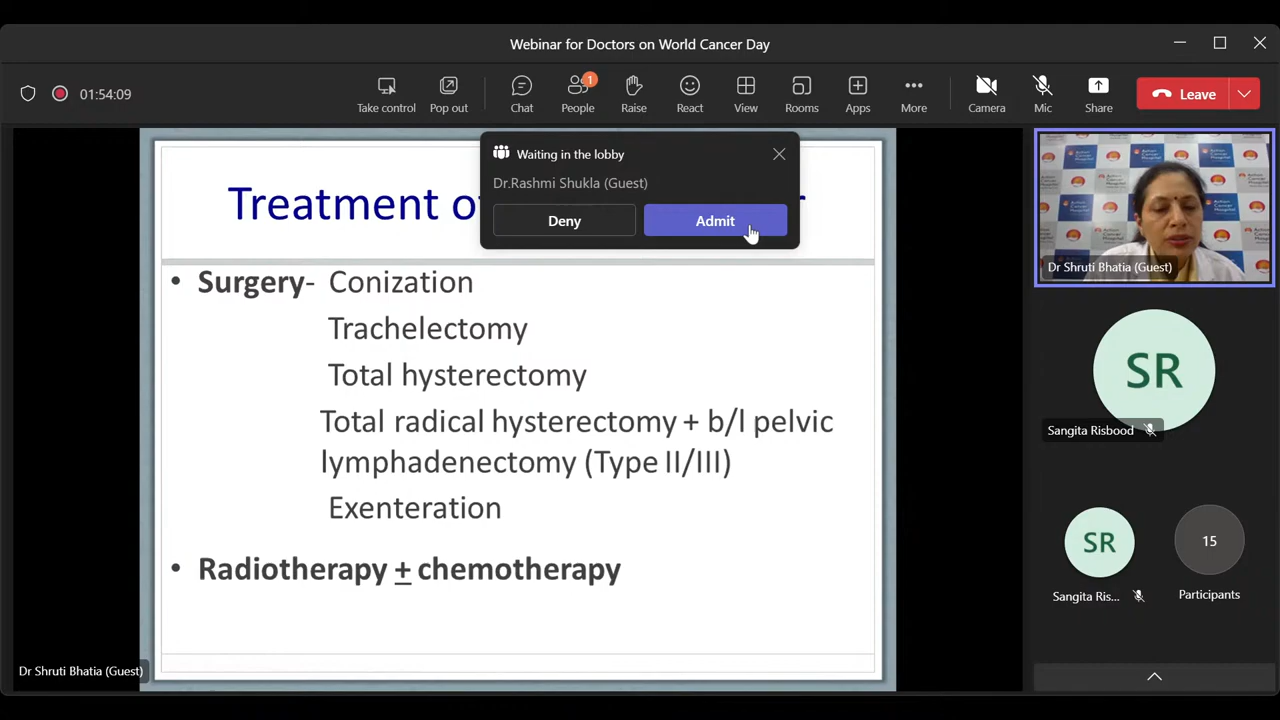 Webinar for Doctors on World Cancer Day
01:54:09
Take control
Pop out
Chat
1
People
Raise
React
View
Rooms
Apps
More
Camera
Mic
Share
Leave
Waiting in the lobby
Dr.Rashmi Shukla (Guest)
Deny
Admit
Treatment
• Surgery- Conization
Trachelectomy
Total hysterectomy
Total radical hysterectomy + b/l pelvic
lymphadenectomy (Type II/III)
Exenteration
• Radiotherapy ± chemotherapy
Dr Shruti Bhatia (Guest)
Dr Shruti Bhatia (Guest)
SR
Sangita Risbood
SR
Sangita Ris...
15
Participants